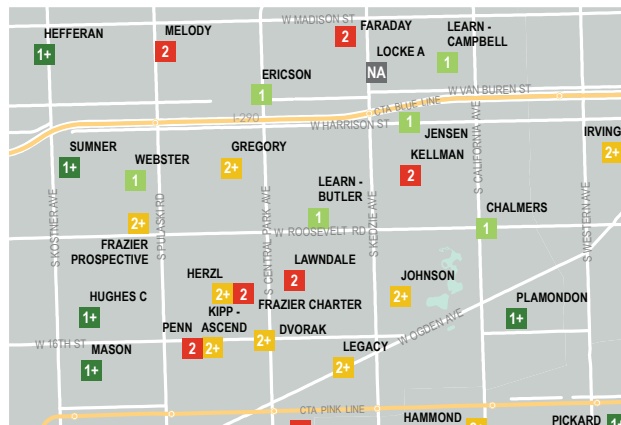 W MADISON ST
HEFFERAN
1+
MELODY
2
FARADAY
2
LOCKE A
NA
LEARN -
CAMPBELL
1
ERICSON
1
W VAN BUREN ST
CTA BLUE LINE
I-290
W HARRISON ST
1
JENSEN
S CALIFORNIA AVE
IRVING
2+
SUMNER
1+
WEBSTER
1
GREGORY
2+
KELLMAN
2
LEARN -
BUTLER
1
CHALMERS
1
W ROOSEVELT RD
S KOSTNER AVE
S PULASKI RD
S CENTRAL PARK AVE
S KEDZIE AVE
S WESTERN AVE
2+
FRAZIER
PROSPECTIVE
HERZL
2+
2
FRAZIER CHARTER
LAWNDALE
2
JOHNSON
2+
HUGHES C
1+
PLAMONDON
1+
KIPP -
ASCEND
2+
PENN
2
DVORAK
2+
W OGDEN AVE
W 16TH ST
MASON
1+
LEGACY
2+
CTA PINK LINE
HAMMOND
2+
PICKARD
1+